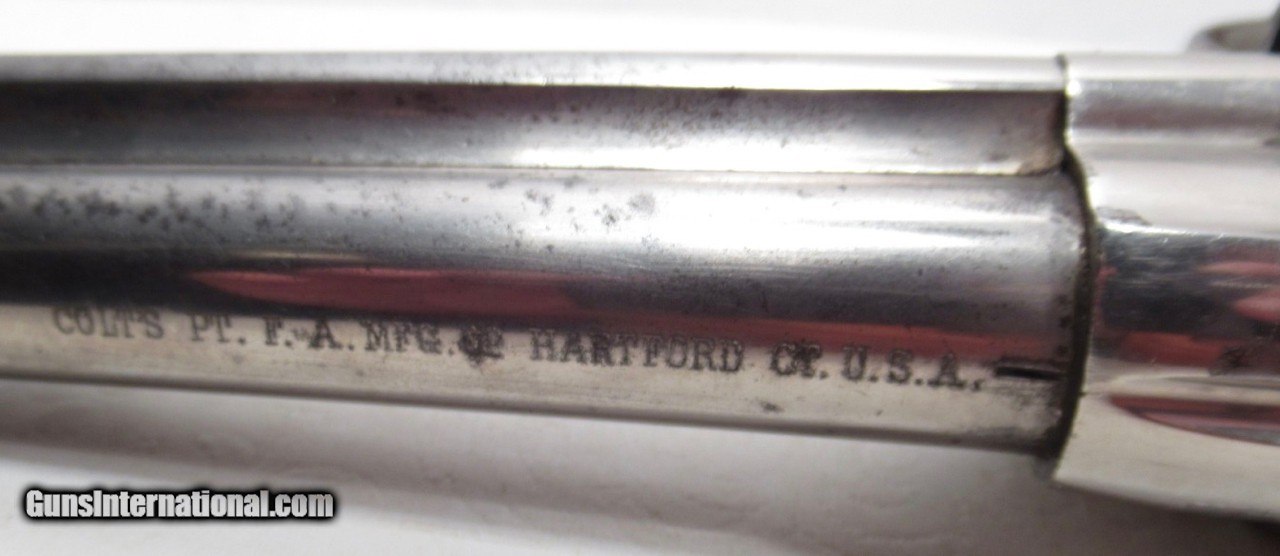 COLT'S PT. F. A. MFG. Co HARTFORD CT. U.S.A.
GunsInternational.com